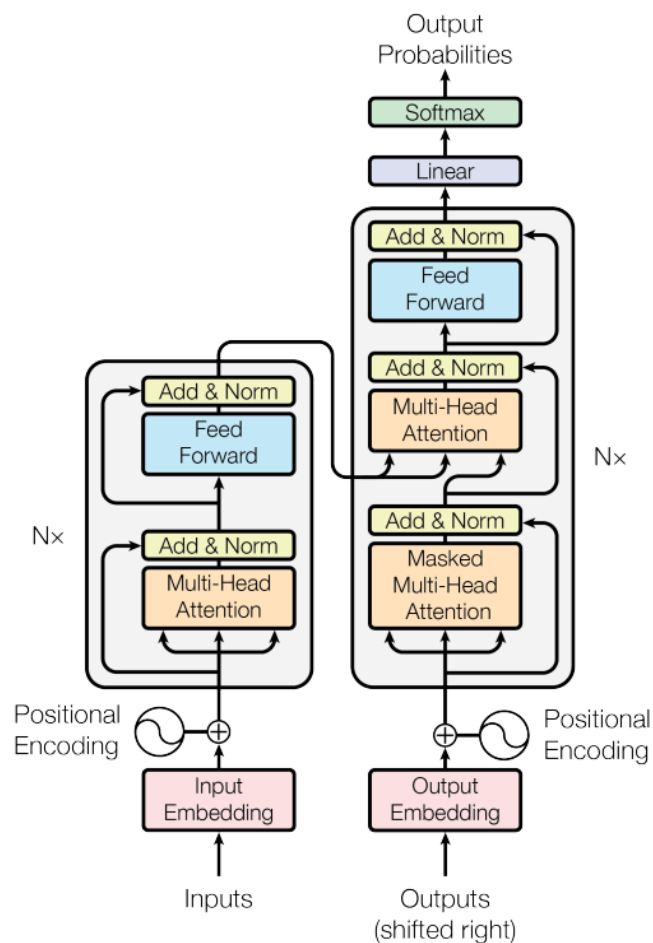 Output
Probabilities
Softmax
Linear
Add & Norm
Feed
Forward
Add & Norm
Multi-Head
Attention
Add & Norm
Masked
Multi-Head
Attention
Nx
Add & Norm
Feed
Forward
Add & Norm
Multi-Head
Attention
Nx
Positional
Encoding
Positional
Encoding
Input
Embedding
Output
Embedding
Inputs
Outputs
(shifted right)